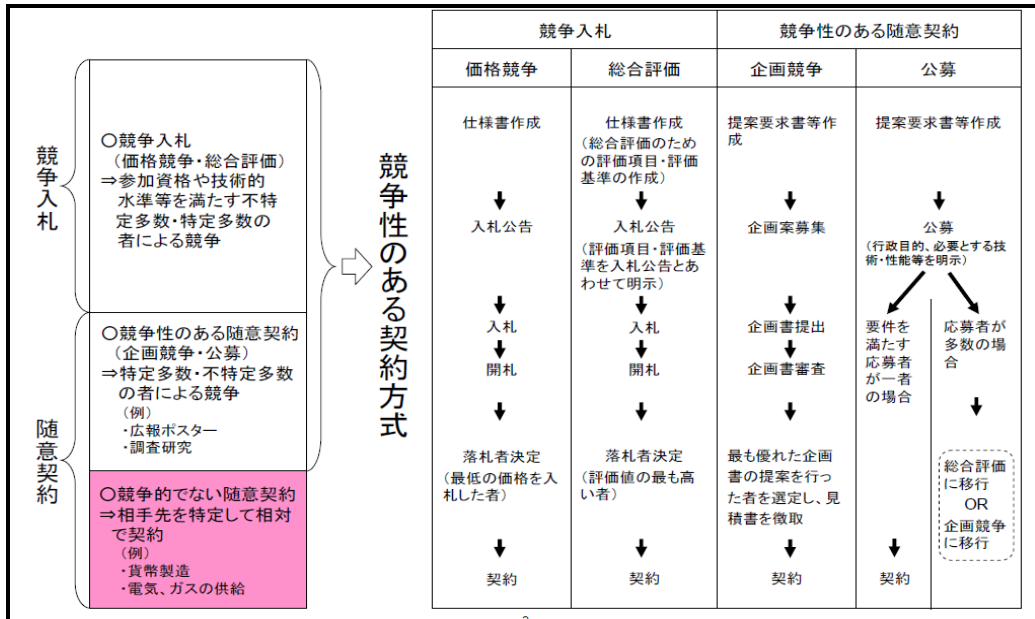 競争入札
〇競争入札
(価格競争・総合評価)
⇒参加資格や技術的
水準等を満たす不特
定多数・特定多数の
者による競争
随意契約
〇競争性のある随意契約
(企画競争・公募)
⇒特定多数・不特定多数
の者による競争
(例)
・広報ポスター
・調査研究
〇競争的でない随意契約
⇒相手先を特定して相対
で契約
(例)
・貨幣製造
・電気、ガスの供給
競争性のある契約方式
競争入札
競争性のある随意契約
価格競争
総合評価
企画競争
公募
仕様書作成
入札公告
入札
開札
落札者決定
(最低の価格を入
札した者)
契約
仕様書作成
(総合評価のため
の評価項目・評価
基準の作成)
入札公告
(評価項目・評価基
準を入札公告とあ
わせて明示)
入札
開札
落札者決定
(評価値の最も高
い者)
契約
提案要求書等作
成
企画案募集
企画書提出
企画書審査
最も優れた企画
書の提案を行っ
た者を選定し、見
積書を徴取
契約
提案要求書等作成
公募
(行政目的、必要とする技
術・性能等を明示)
要件を
満たす
応募者
が一者
の場合
契約
応募者が
多数の場
合
総合評価
に移行
OR
企画競争
に移行